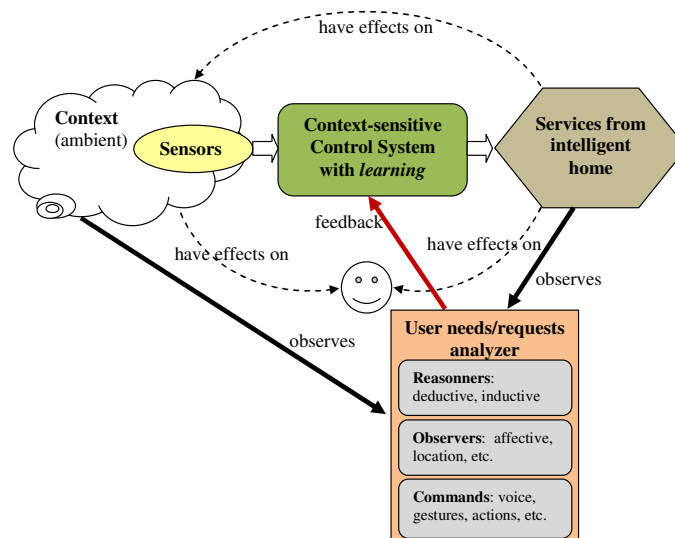 have effects on
Context
(ambient)
Sensors
Context-sensitive
Control System
with learning
Services from
intelligent
home
feedback
have effects on
have effects on
observes
observes
User needs/requests
analyzer
Reasonners:
deductive, inductive
Observers: affective,
location, etc.
Commands: voice,
gestures, actions, etc.